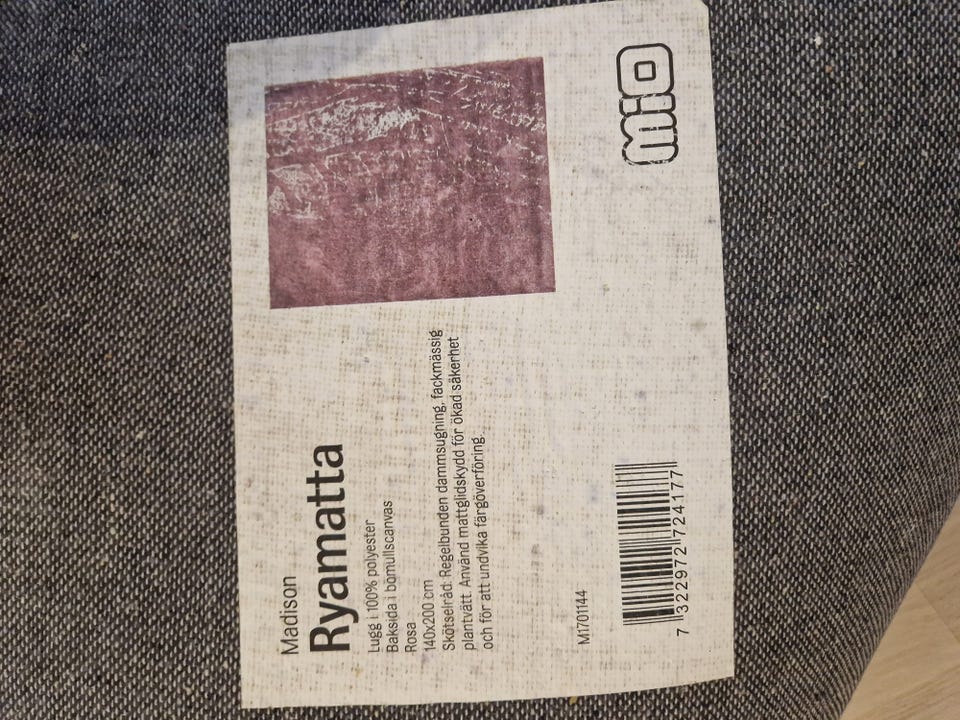 mio
Madison
Ryamatta
Lugg i 100% polyester
Baksida i bomullscanvas
Rosa
140x200 cm
Skötselråd: Regelbunden dammsugning, fackmässig
plantvätt. Använd mattglidskydd för ökad säkerhet
och för att undvika färgöverföring.
M1701144
7 322972 724177